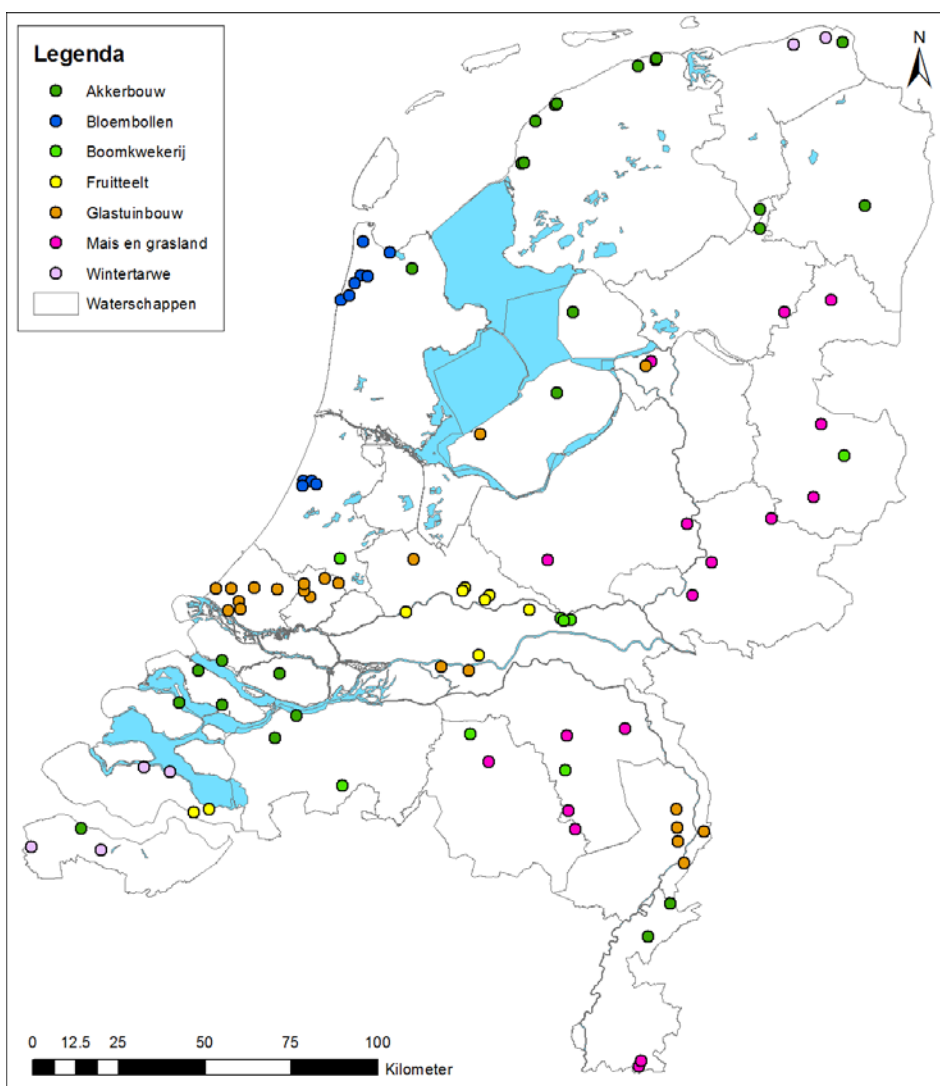 Legenda
Akkerbouw
Bloembollen
Boomkwekerij
Fruitteelt
Glastuinbouw
Mais en grasland
Wintertarwe
Waterschappen
N
0 12.5 25 50 75 100
Kilometer